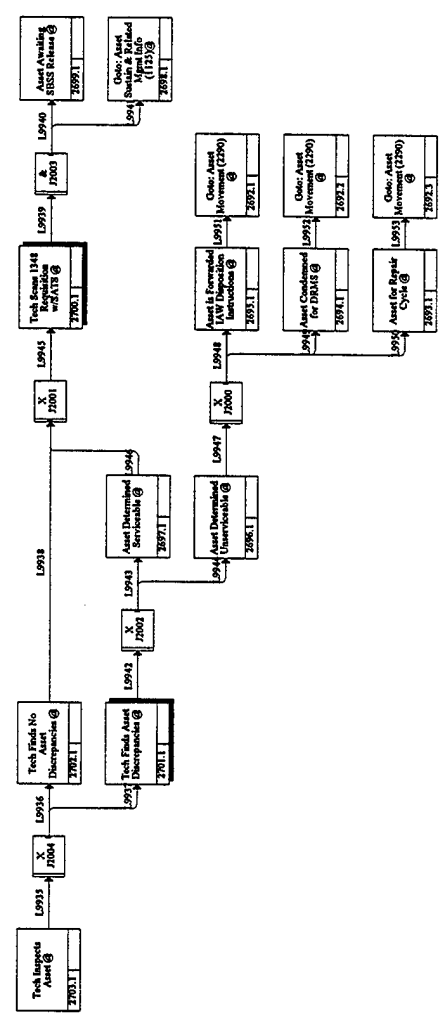 Tech Inspects
Asset @
2703.1
L9935
X
J1004
L9936
L9937
Tech Finds No
Asset
Discrepancies @
2702.1
Tech Finds Asset
Discrepancies @
2701.1
L9938
L9942
X
J2002
L9943
L9944
Asset Determined
Serviceable @
2697.1
Asset Determined
Unserviceable @
2696.1
L9946
L9947
X
J2001
X
J2000
L9945
L9948
L9949
L9950
Tech Scans 1348
Requisition
w/SATS @
2700.1
Asset is Forwarded
IAW Disposition
Instructions @
2695.1
Asset Condemned
for DRMS @
2694.1
Asset for Repair
Cycle @
2693.1
L9939
&
J2003
L9940
L9941
L9951
L9952
L9953
Asset Awaiting
SBSS Release @
2699.1
Goto: Asset
Sustain & Related
Mgmt Info
(1125)@
2698.1
Goto: Asset
Movement (2290)
@
2692.1
Goto: Asset
Movement (2290)
@
2692.2
Goto: Asset
Movement (2290)
@
2692.3